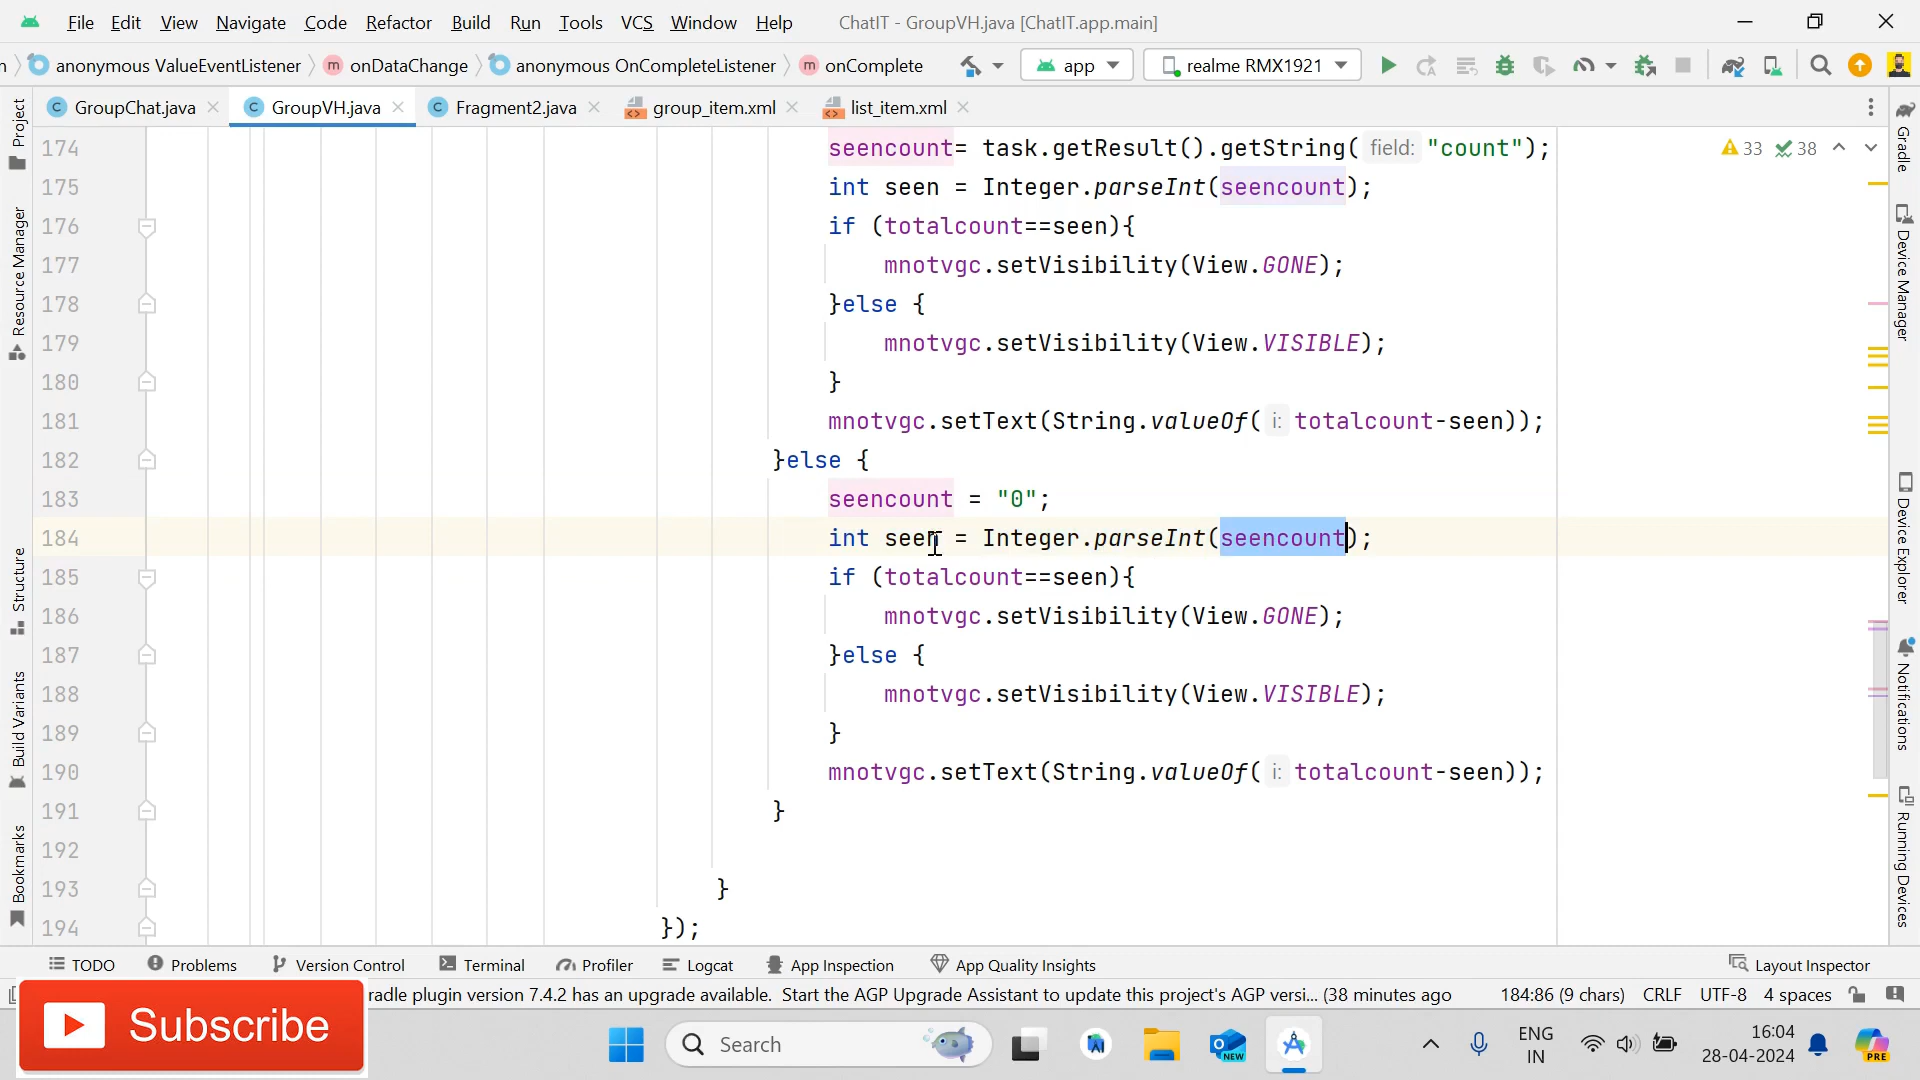 File Edit View Navigate Code Refactor Build Run Tools VCS Window Help ChatIT - GroupVH.java [ChatIT.app.main]
anonymous ValueEventListener onDataChange anonymous OnCompleteListener onComplete app realme RMX1921
GroupChat.java GroupVH.java Fragment2.java group_item.xml list_item.xml
174 seencount= task.getResult().getString( field: "count"); 33 38
175 int seen = Integer.parseInt(seencount);
176 if (totalcount==seen){
177 mnotvgc.setVisibility(View.GONE);
178 }else {
179 mnotvgc.setVisibility(View.VISIBLE);
180 }
181 mnotvgc.setText(String.valueOf( i: totalcount-seen));
182 }else {
183 seencount = "0";
184 int seen = Integer.parseInt(seencount);
185 if (totalcount==seen){
186 mnotvgc.setVisibility(View.GONE);
187 }else {
188 mnotvgc.setVisibility(View.VISIBLE);
189 }
190 mnotvgc.setText(String.valueOf( i: totalcount-seen));
191 }
192
193 }
194 });
Project
Resource Manager
Structure
Build Variants
Bookmarks
Gradle
Device Manager
Device Explorer
Notifications
Running Devices
TODO Problems Version Control Terminal Profiler Logcat App Inspection App Quality Insights Layout Inspector
radle plugin version 7.4.2 has an upgrade available. Start the AGP Upgrade Assistant to update this project's AGP versi... (38 minutes ago 184:86 (9 chars) CRLF UTF-8 4 spaces
Subscribe
Search
NEW
ENG
IN
16:04
28-04-2024
PRE